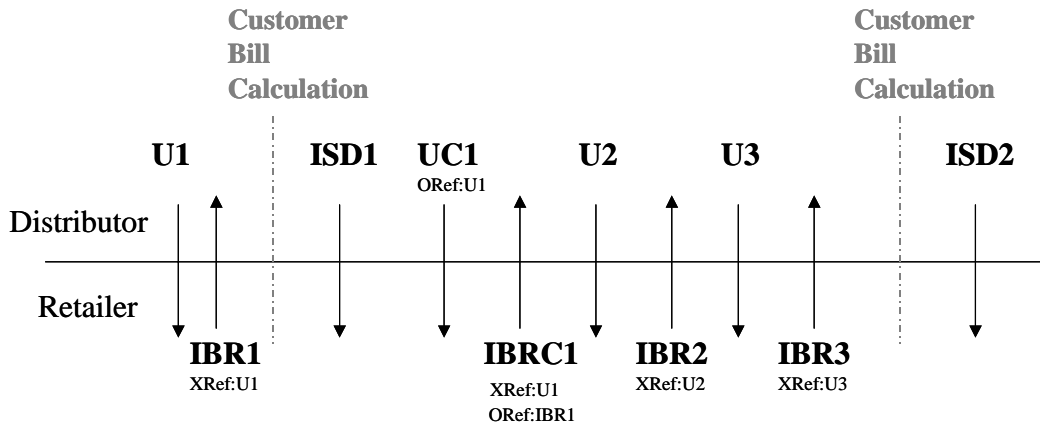 Customer
Bill
Calculation
Customer
Bill
Calculation
U1
ISD1
UC1
ORef:U1
U2
U3
ISD2
Distributor
Retailer
IBR1
XRef:U1
IBRC1
XRef:U1
ORef:IBR1
IBR2
XRef:U2
IBR3
XRef:U3